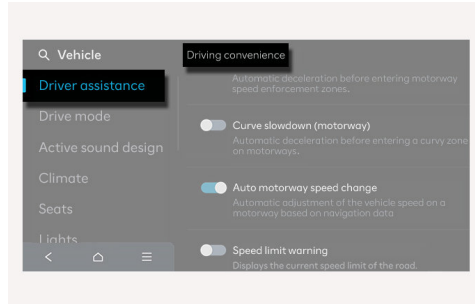 Vehicle
Driving convenience
Driver assistance
Drive mode
Active sound design
Climate
Seats
Lights
Automatic deceleration before entering motorway
speed enforcement zones.
Curve slowdown (motorway)
Automatic deceleration before entering a curvy zone
on motorways.
Auto motorway speed change
Automatic adjustment of the vehicle speed on a
motorway based on navigation data
Speed limit warning
Displays the current speed limit of the road.